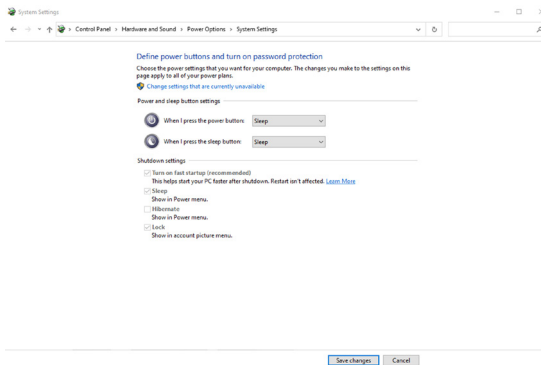 System Settings
Control Panel > Hardware and Sound > Power Options > System Settings
Define power buttons and turn on password protection
Choose the power settings that you want for your computer. The changes you make to the settings on this
page apply to all of your power plans.
Change settings that are currently unavailable
Power and sleep button settings
When I press the power button: Sleep
When I press the sleep button: Sleep
Shutdown settings
Turn on fast startup (recommended)
This helps start your PC faster after shutdown. Restart isn't affected. Learn More
Sleep
Show in Power menu.
Hibernate
Show in Power menu.
Lock
Show in account picture menu.
Save changes Cancel